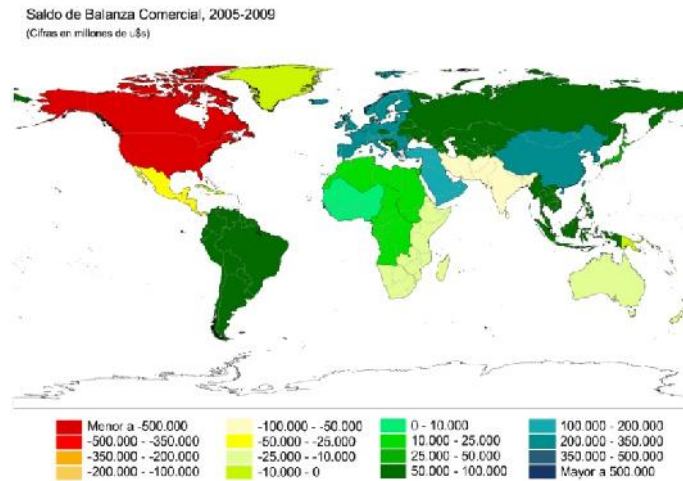 Saldo de Balanza Comercial, 2005-2009
(Cifras en millones de u$s)
Menor a -500.000
-500.000 - -350.000
-350.000 - -200.000
-200.000 - -100.000
-100.000 - -50.000
-50.000 - -25.000
-25.000 - -10.000
-10.000 - 0
0 - 10.000
10.000 - 25.000
25.000 - 50.000
50.000 - 100.000
100.000 - 200.000
200.000 - 350.000
350.000 - 500.000
Mayor a 500.000